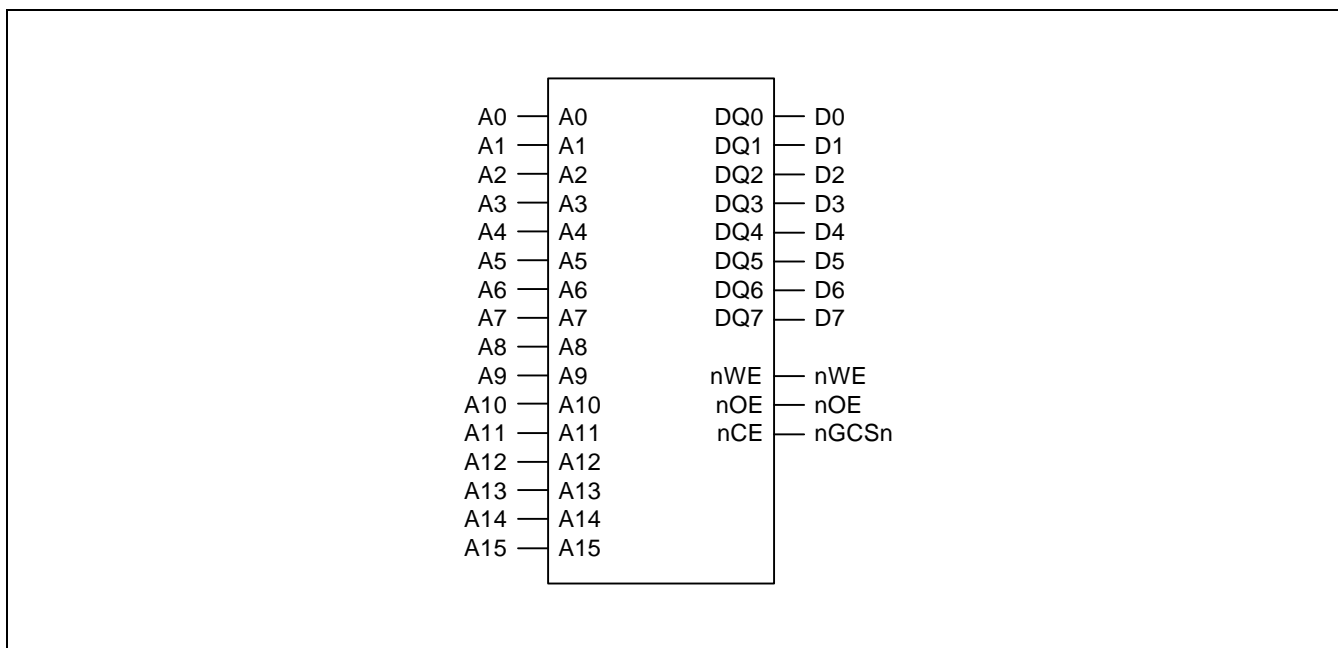 A0 A0 DQ0 D0
A1 A1 DQ1 D1
A2 A2 DQ2 D2
A3 A3 DQ3 D3
A4 A4 DQ4 D4
A5 A5 DQ5 D5
A6 A6 DQ6 D6
A7 A7 DQ7 D7
A8 A8
A9 A9 nWE nWE
A10 A10 nOE nOE
A11 A11 nCE nGCSn
A12 A12
A13 A13
A14 A14
A15 A15